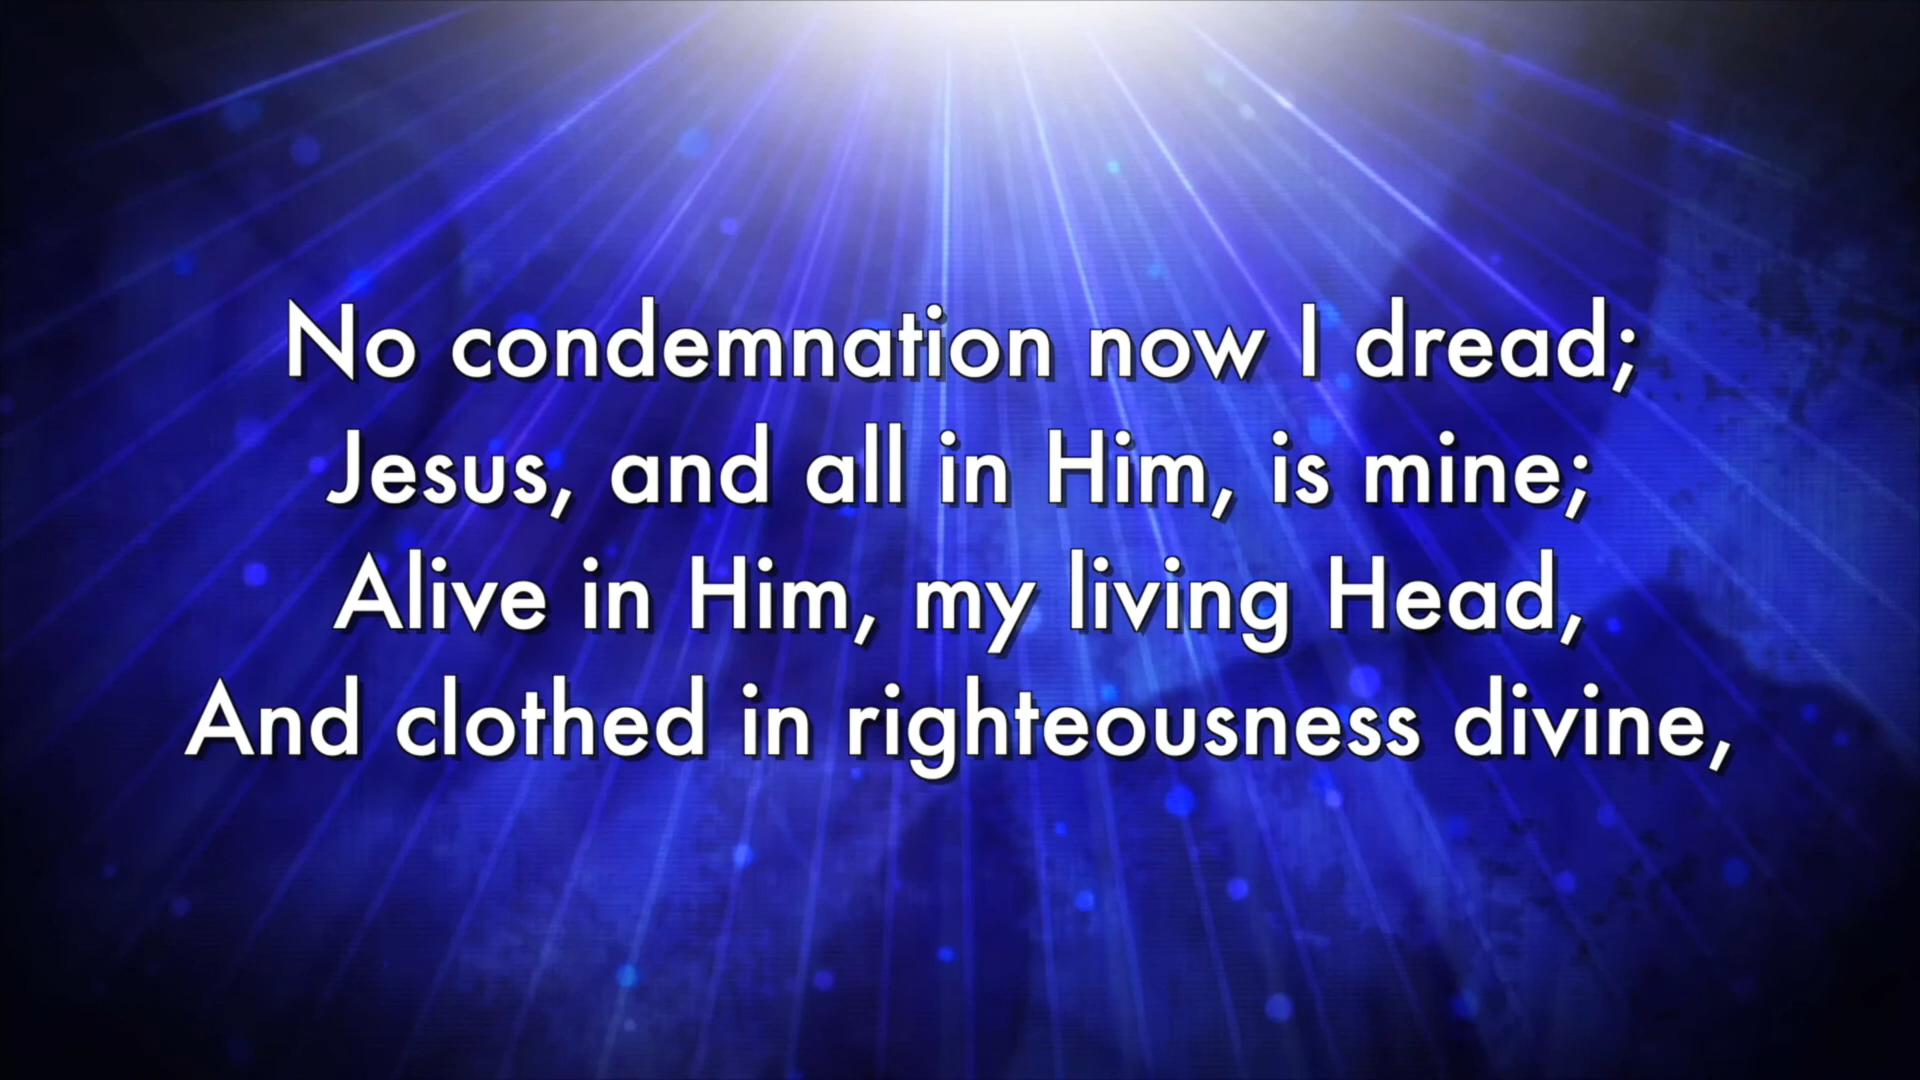 No condemnation now I dread;
Jesus, and all in Him, is mine;
Alive in Him, my living Head,
And clothed in righteousness divine,